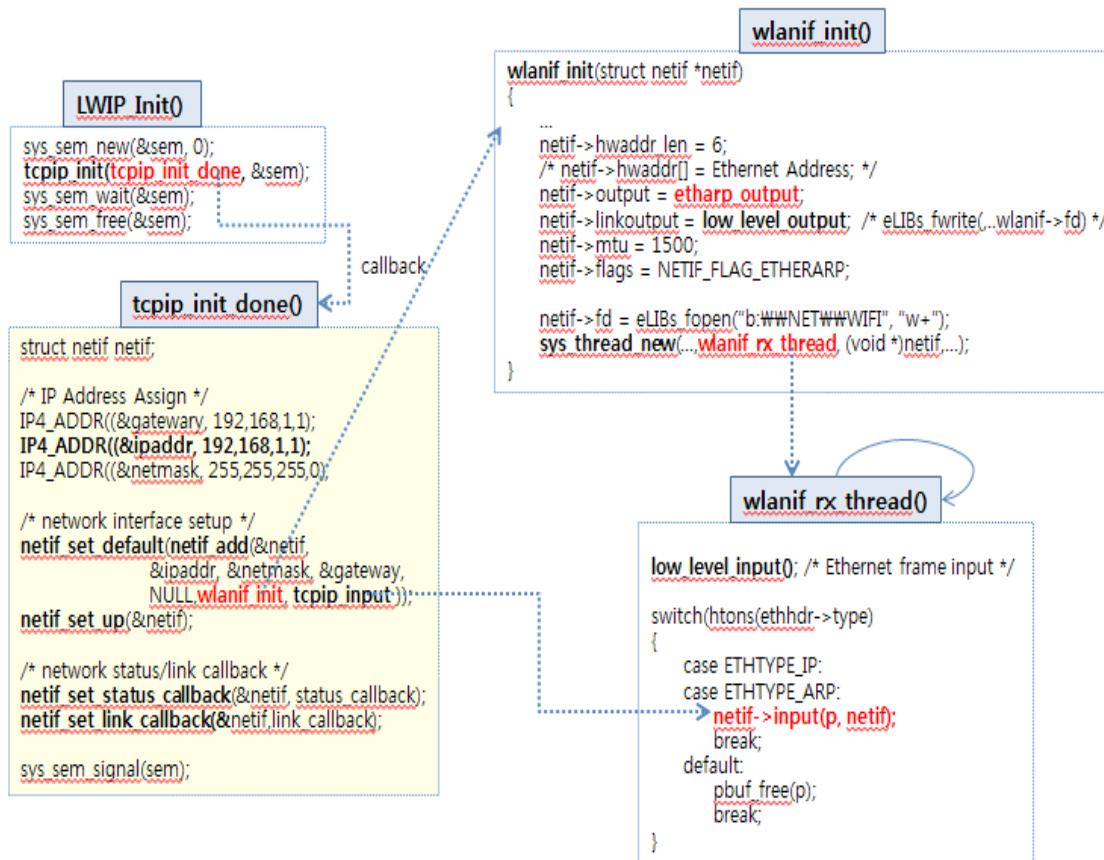 LWIP_Init()
sys_sem_new(&sem, 0);
tcpip_init(tcpip_init_done, &sem);
sys_sem_wait(&sem);
sys_sem_free(&sem);
callback
tcpip_init_done()
struct netif netif;
/* IP Address Assign */
IP4_ADDR((&gatewary, 192,168,1,1);
IP4_ADDR((&ipaddr, 192,168,1,1);
IP4_ADDR((&netmask, 255,255,255,0);
/* network interface setup */
netif_set_default(netif_add(&netif,
&ipaddr, &netmask, &gateway,
NULL,wlanif_init, tcpip_input ));
netif_set_up(&netif);
/* network status/link callback */
netif_set_status_callback(&netif, status_callback);
netif_set_link_callback(&netif,link_callback);
sys_sem_signal(sem);
wlanif_init()
wlanif_init(struct netif *netif)
{
...
netif->hwaddr_len = 6;
/* netif->hwaddr[] = Ethernet Address; */
netif->output = etharp_output;
netif->linkoutput = low_level_output; /* eLIBs_fwrite(,..wlanif->fd) */
netif->mtu = 1500;
netif->flags = NETIF_FLAG_ETHERARP;
netif->fd = eLIBs_fopen("b:₩₩NET₩₩WIFI", "w+");
sys_thread_new(...,wlanif_rx_thread, (void *)netif,...);
}
wlanif_rx_thread()
low_level_input(); /* Ethernet frame input */
switch(htons(ethhdr->type)
{
case ETHTYPE_IP:
case ETHTYPE_ARP:
netif->input(p, netif);
break;
default:
pbuf_free(p);
break;
}